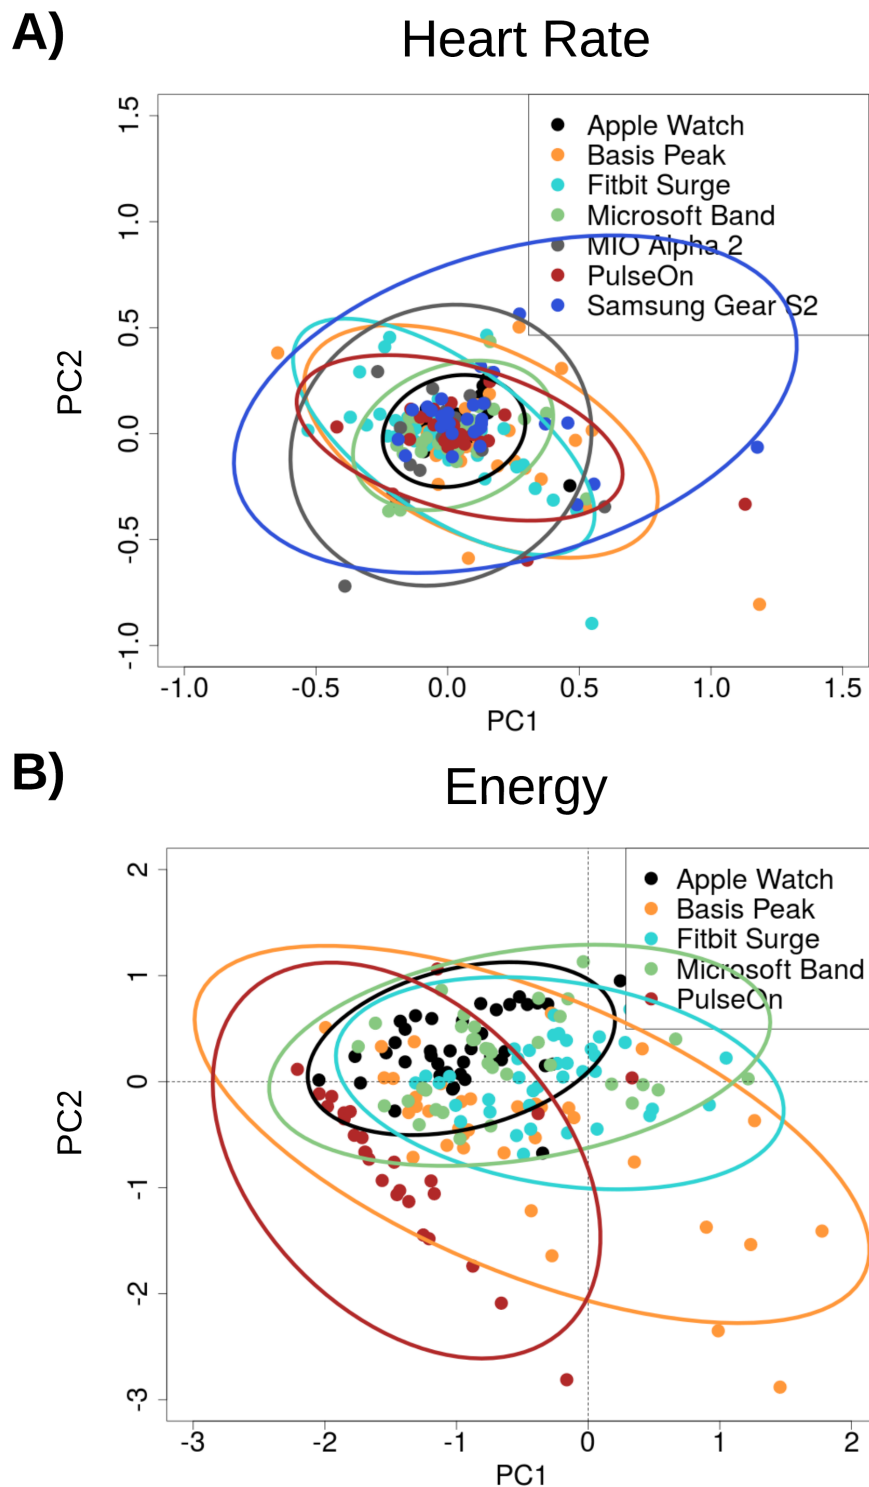 A)
Heart Rate
1.5
1.0
0.5
0.0
-0.5
-1.0
PC2
Apple Watch
Basis Peak
Fitbit Surge
Microsoft Band
MIO Alpha 2
PulseOn
Samsung Gear S2
-1.0 -0.5 0.0 0.5 1.0 1.5
PC1
B)
Energy
2
1
0
-1
-2
-3
PC2
Apple Watch
Basis Peak
Fitbit Surge
Microsoft Band
PulseOn
-3 -2 -1 0 1 2
PC1